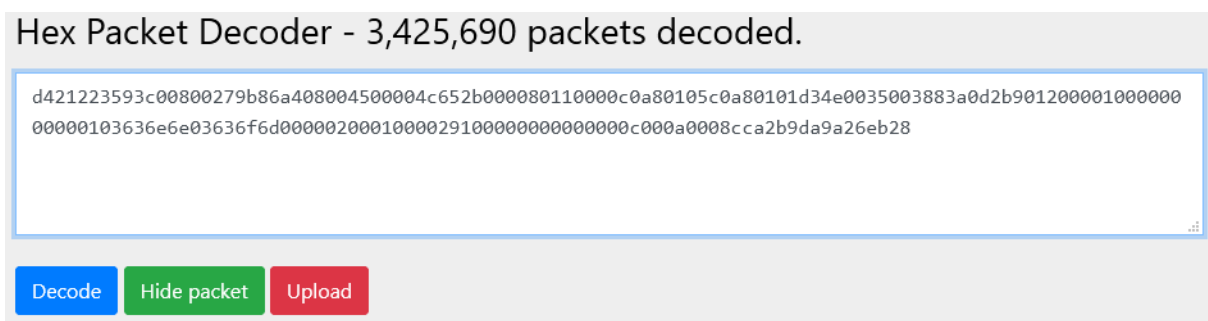 Hex Packet Decoder - 3,425,690 packets decoded.
d421223593c00800279b86a408004500004c652b000080110000c0a80105c0a80101d34e0035003883a0d2b901200001000000
00000103636e6e03636f6d00000200010000291000000000000000c000a0008cca2b9da9a26eb28
Decode
Hide packet
Upload